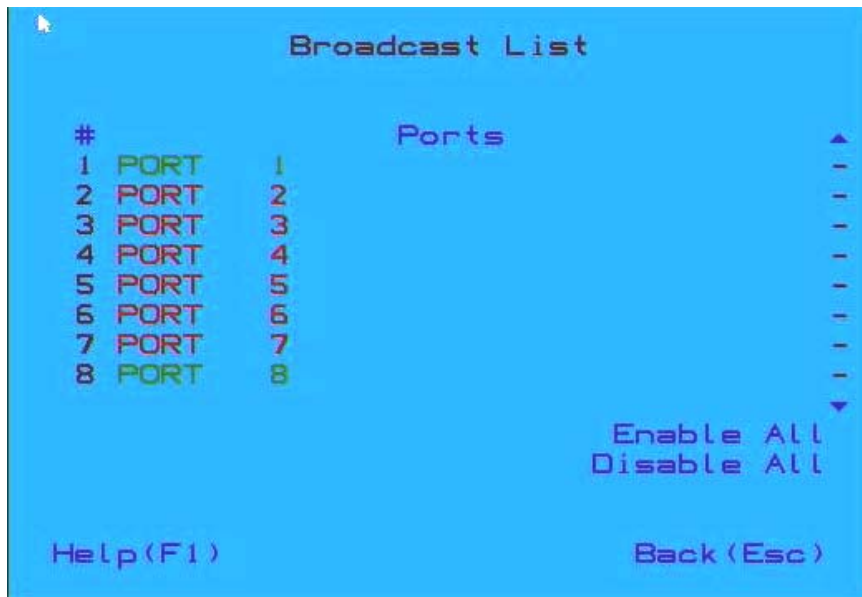 Broadcast List
# Ports
1 PORT 1 -
2 PORT 2 -
3 PORT 3 -
4 PORT 4 -
5 PORT 5 -
6 PORT 6 -
7 PORT 7 -
8 PORT 8 -
Enable All
Disable All
Help(F1) Back(Esc)